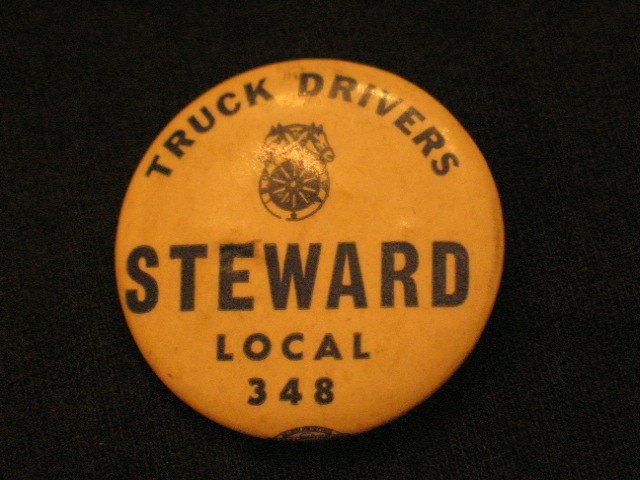 TRUCK DRIVERS
STEWARD
LOCAL
348